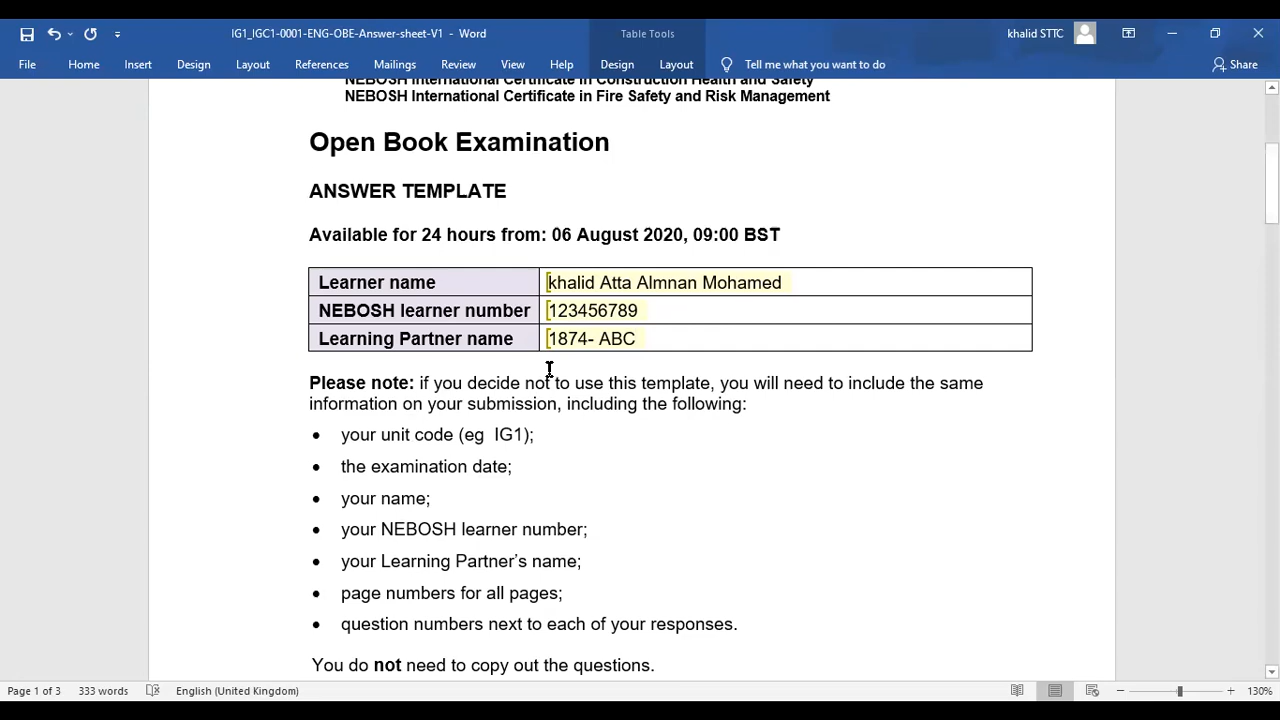 IG1_IGC1-0001-ENG-OBE-Answer-sheet-V1 - Word
Table Tools
khalid STTC
File Home Insert Design Layout References Mailings Review View Help Design Layout Tell me what you want to do Share
NEBOSH International Certificate in Construction Health and Safety
NEBOSH International Certificate in Fire Safety and Risk Management
Open Book Examination
ANSWER TEMPLATE
Available for 24 hours from: 06 August 2020, 09:00 BST
Learner name khalid Atta Almnan Mohamed
NEBOSH learner number 123456789
Learning Partner name 1874- ABC
Please note: if you decide not to use this template, you will need to include the same
information on your submission, including the following:
• your unit code (eg IG1);
• the examination date;
• your name;
• your NEBOSH learner number;
• your Learning Partner’s name;
• page numbers for all pages;
• question numbers next to each of your responses.
You do not need to copy out the questions.
Page 1 of 3 333 words English (United Kingdom) 130%